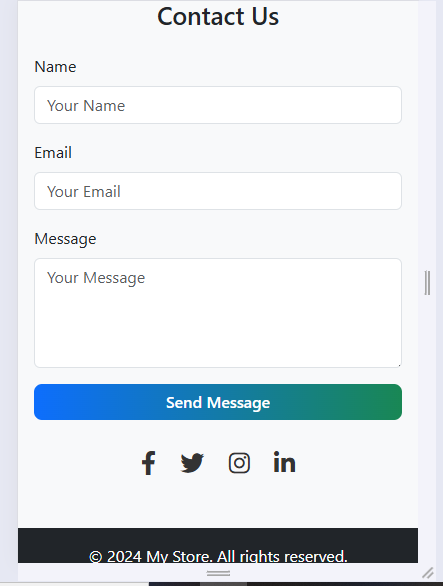 Contact Us
Name
Your Name
Email
Your Email
Message
Your Message
Send Message
© 2024 My Store. All rights reserved.